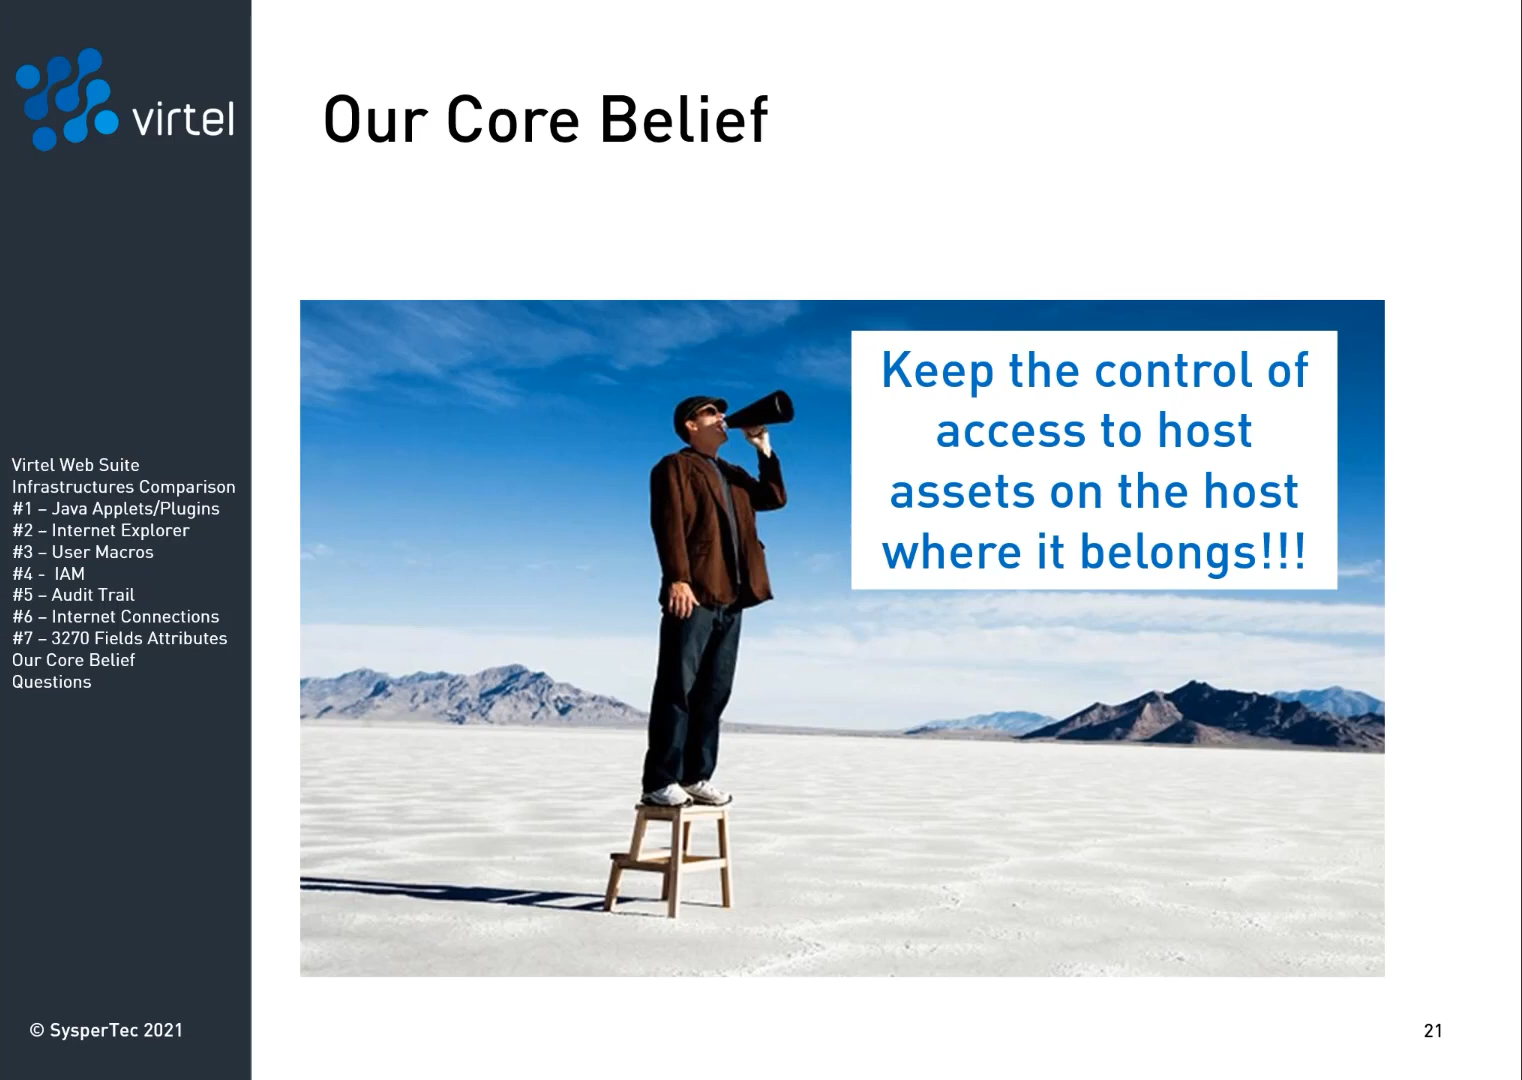 virtel
Our Core Belief
Keep the control of
access to host
assets on the host
where it belongs!!!
Virtel Web Suite
Infrastructures Comparison
#1 – Java Applets/Plugins
#2 – Internet Explorer
#3 – User Macros
#4 - IAM
#5 – Audit Trail
#6 – Internet Connections
#7 – 3270 Fields Attributes
Our Core Belief
Questions
© SysperTec 2021
21